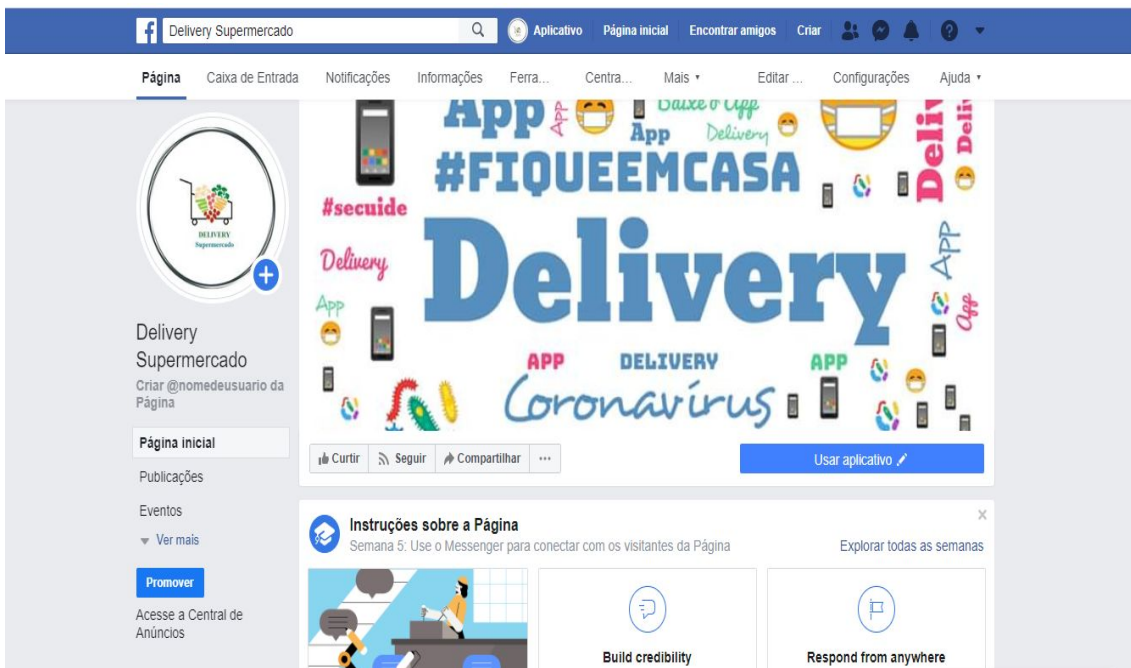 Delivery Supermercado
Aplicativo Página inicial Encontrar amigos Criar
Página Caixa de Entrada Notificações Informações Ferra... Centra... Mais Editar ... Configurações Ajuda
DELIVERY
Supermercado
Delivery
Supermercado
Criar @nomedeusuario da
Página
Página inicial
Publicações
Eventos
Ver mais
Promover
Acesse a Central de
Anúncios
App
App
Baixe o App
App
Delivery
#FIQUEEMCASA
#secuide
Delivery
Delivery
App
App
App
APP
DELIVERY
APP
Coronavírus
Curtir Seguir Compartilhar ...
Usar aplicativo
Instruções sobre a Página
Semana 5: Use o Messenger para conectar com os visitantes da Página
Explorar todas as semanas
Build credibility
Respond from anywhere